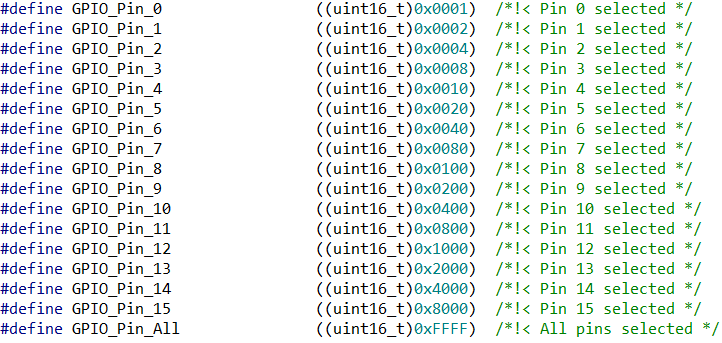 #define GPIO_Pin_0                 ((uint16_t)0x0001)  /*!< Pin 0 selected */
#define GPIO_Pin_1                 ((uint16_t)0x0002)  /*!< Pin 1 selected */
#define GPIO_Pin_2                 ((uint16_t)0x0004)  /*!< Pin 2 selected */
#define GPIO_Pin_3                 ((uint16_t)0x0008)  /*!< Pin 3 selected */
#define GPIO_Pin_4                 ((uint16_t)0x0010)  /*!< Pin 4 selected */
#define GPIO_Pin_5                 ((uint16_t)0x0020)  /*!< Pin 5 selected */
#define GPIO_Pin_6                 ((uint16_t)0x0040)  /*!< Pin 6 selected */
#define GPIO_Pin_7                 ((uint16_t)0x0080)  /*!< Pin 7 selected */
#define GPIO_Pin_8                 ((uint16_t)0x0100)  /*!< Pin 8 selected */
#define GPIO_Pin_9                 ((uint16_t)0x0200)  /*!< Pin 9 selected */
#define GPIO_Pin_10                ((uint16_t)0x0400)  /*!< Pin 10 selected */
#define GPIO_Pin_11                ((uint16_t)0x0800)  /*!< Pin 11 selected */
#define GPIO_Pin_12                ((uint16_t)0x1000)  /*!< Pin 12 selected */
#define GPIO_Pin_13                ((uint16_t)0x2000)  /*!< Pin 13 selected */
#define GPIO_Pin_14                ((uint16_t)0x4000)  /*!< Pin 14 selected */
#define GPIO_Pin_15                ((uint16_t)0x8000)  /*!< Pin 15 selected */
#define GPIO_Pin_All               ((uint16_t)0xFFFF)  /*!< All pins selected */